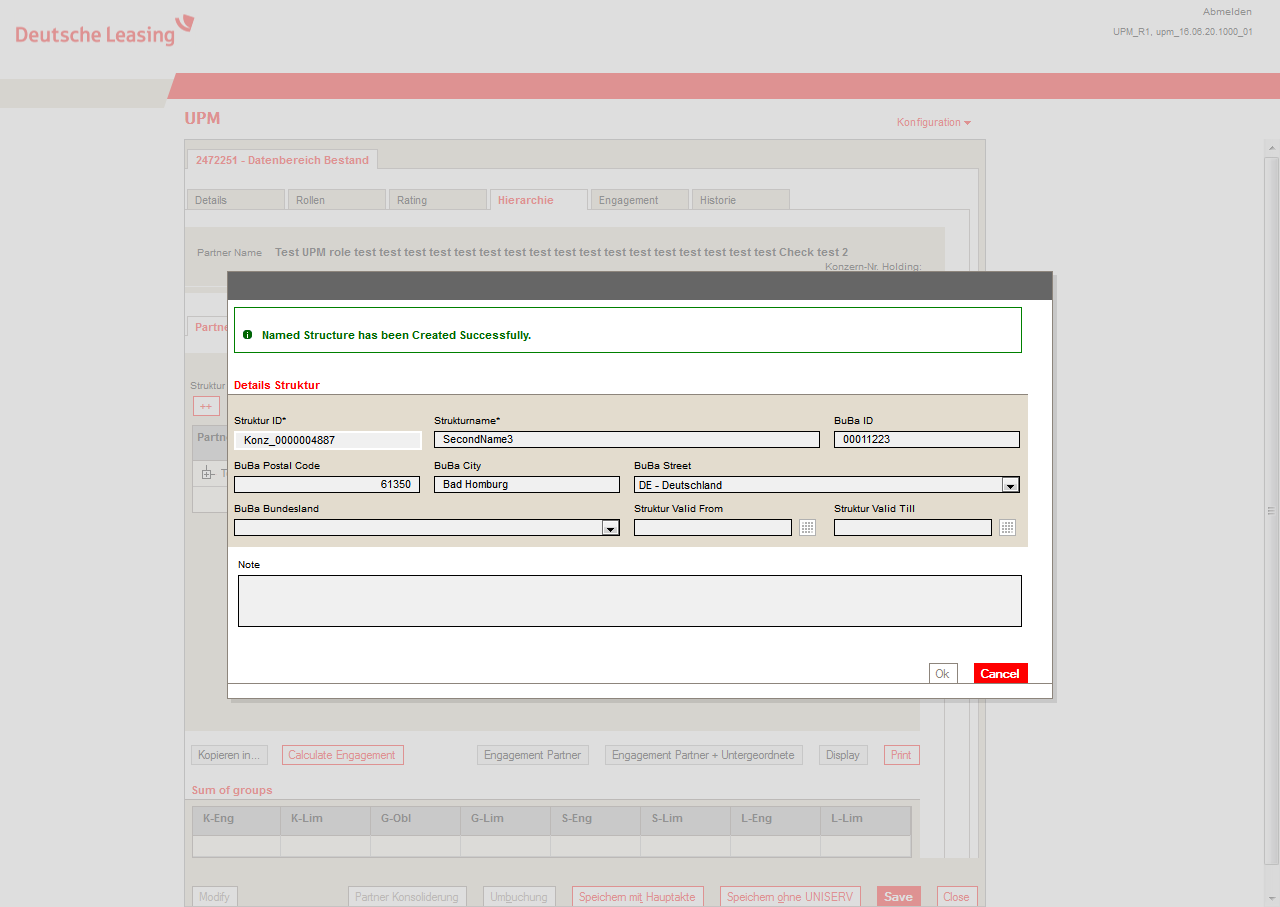 Abmelden
Deutsche Leasing
UPM_R1, upm_16.06.20.1000_01
UPM
Konfiguration
2472251 - Datenbereich Bestand
Details Rollen Rating Hierarchie Engagement Historie
Partner Name Test UPM role test test test test test test test test test test test test test test test test test Check test 2
Konzern-Nr. Holding:
Named Structure has been Created Successfully.
Partne
Struktur
Details Struktur
++
Struktur ID* Strukturname* BuBa ID
Partn
Konz_0000004887 SecondName3 00011223
BuBa Postal Code BuBa City BuBa Street
T
61350 Bad Homburg DE - Deutschland
BuBa Bundesland Struktur Valid From Struktur Valid Till
Note
Ok Cancel
Kopieren in... Calculate Engagement Engagement Partner Engagement Partner + Untergeordnete Display Print
Sum of groups
K-Eng K-Lim G-Obl G-Lim S-Eng S-Lim L-Eng L-Lim
Modify Partner Konsolidierung Umbuchung Speichern mit Hauptakte Speichern ohne UNISERV Save Close